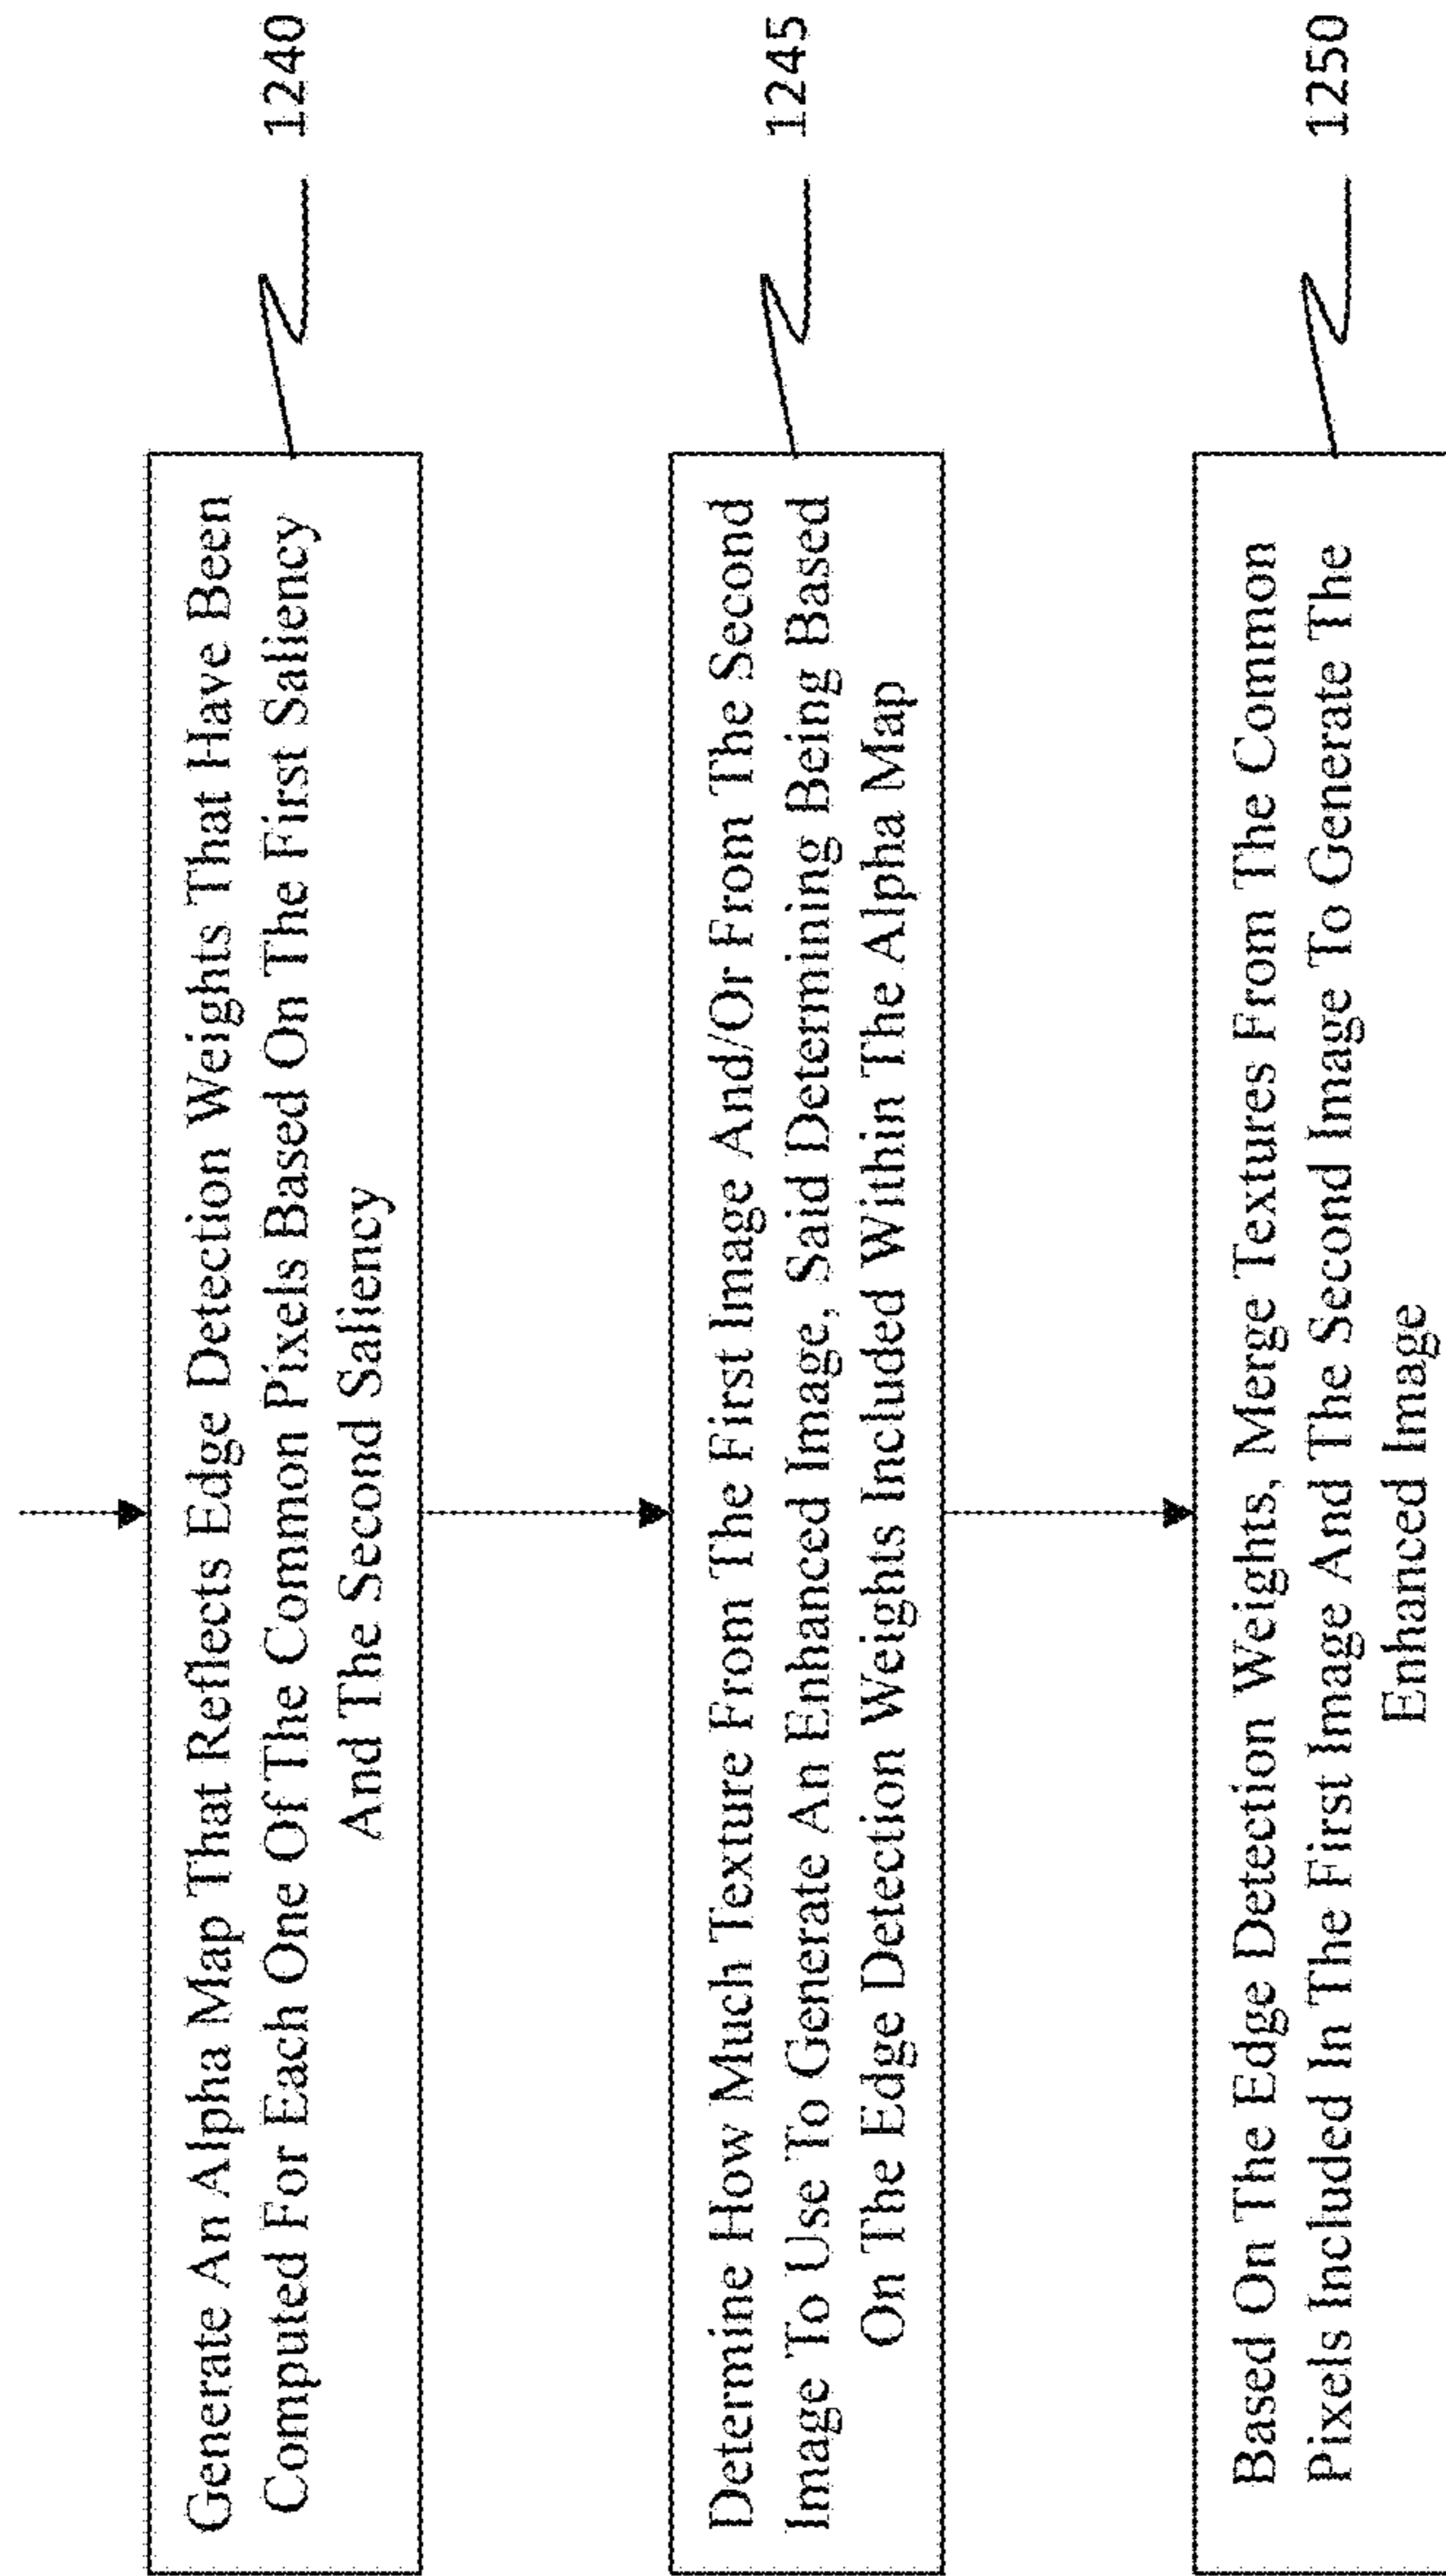 Generate An Alpha Map That Reflects Edge Detection Weights That Have Been
Computed For Each One Of The Common Pixels Based On The First Saliency
And The Second Saliency
1240
Determine How Much Texture From The First Image And/Or From The Second
Image To Use To Generate An Enhanced Image, Said Determining Being Based
On The Edge Detection Weights Included Within The Alpha Map
1245
Based On The Edge Detection Weights, Merge Textures From The Common
Pixels Included In The First Image And The Second Image To Generate The
Enhanced Image
1250